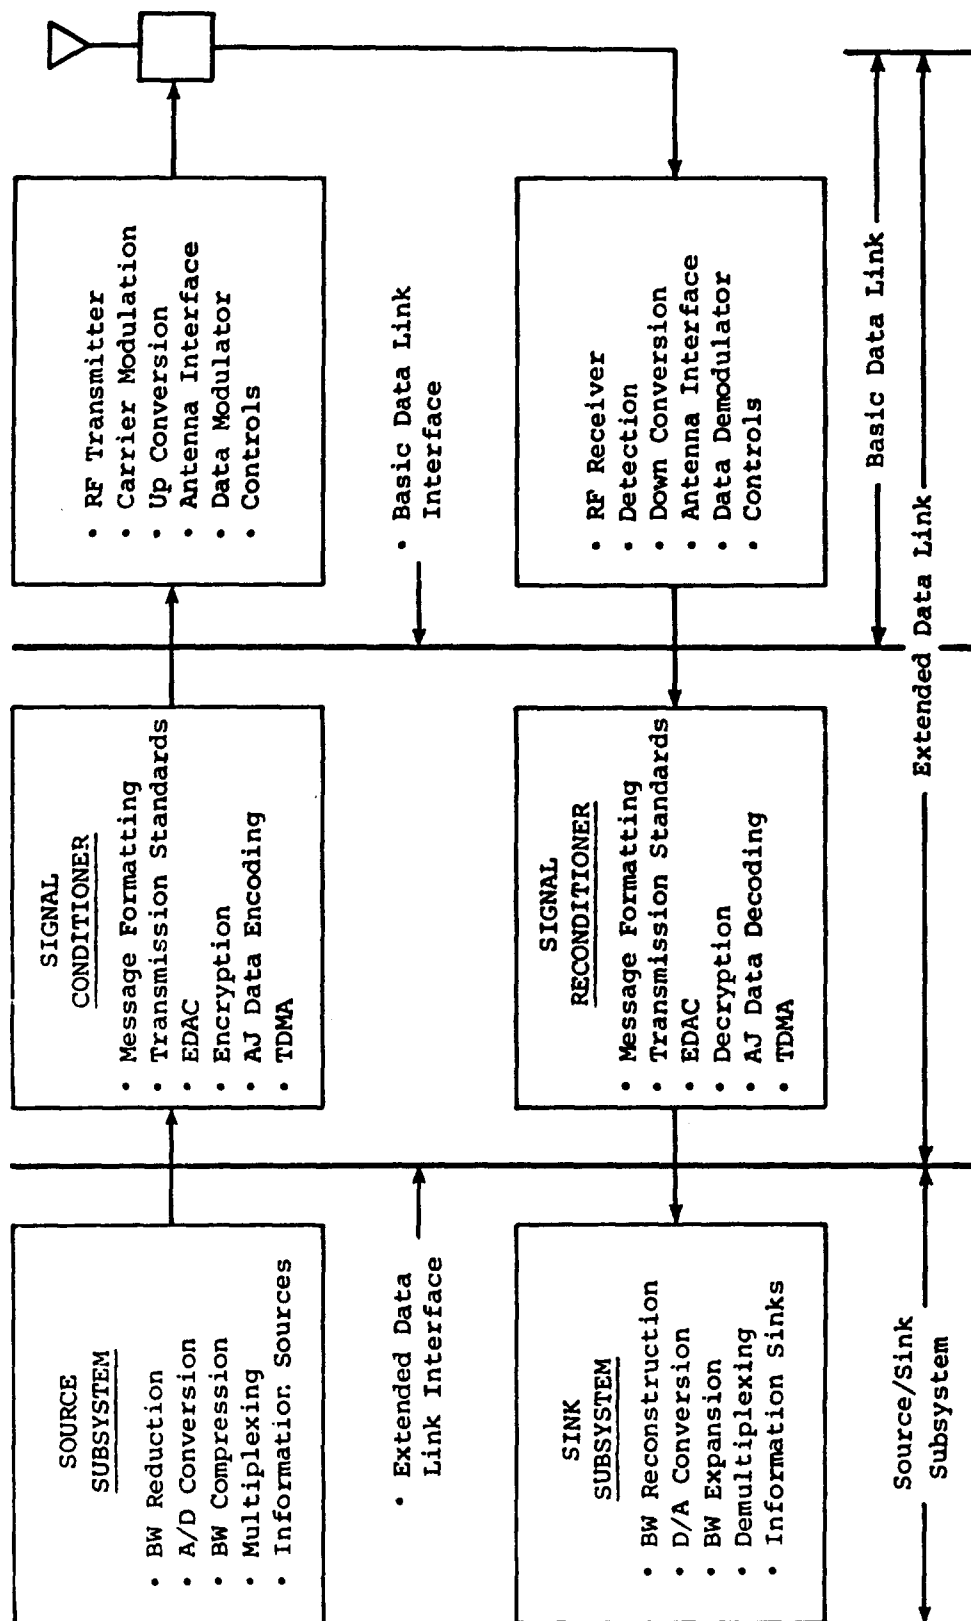 SOURCE
SUBSYSTEM
• BW Reduction
• A/D Conversion
• BW Compression
• Multiplexing
• Information Sources
SIGNAL
CONDITIONER
• Message Formatting
• Transmission Standards
• EDAC
• Encryption
• AJ Data Encoding
• TDMA
• RF Transmitter
• Carrier Modulation
• Up Conversion
• Antenna Interface
• Data Modulator
• Controls
• Extended Data
Link Interface
• Basic Data Link
Interface
SINK
SUBSYSTEM
• BW Reconstruction
• D/A Conversion
• BW Expansion
• Demultiplexing
• Information Sinks
SIGNAL
RECONDITIONER
• Message Formatting
• Transmission Standards
• EDAC
• Decryption
• AJ Data Decoding
• TDMA
• RF Receiver
• Detection
• Down Conversion
• Antenna Interface
• Data Demodulator
• Controls
Basic Data Link
Source/Sink
Subsystem
Extended Data Link